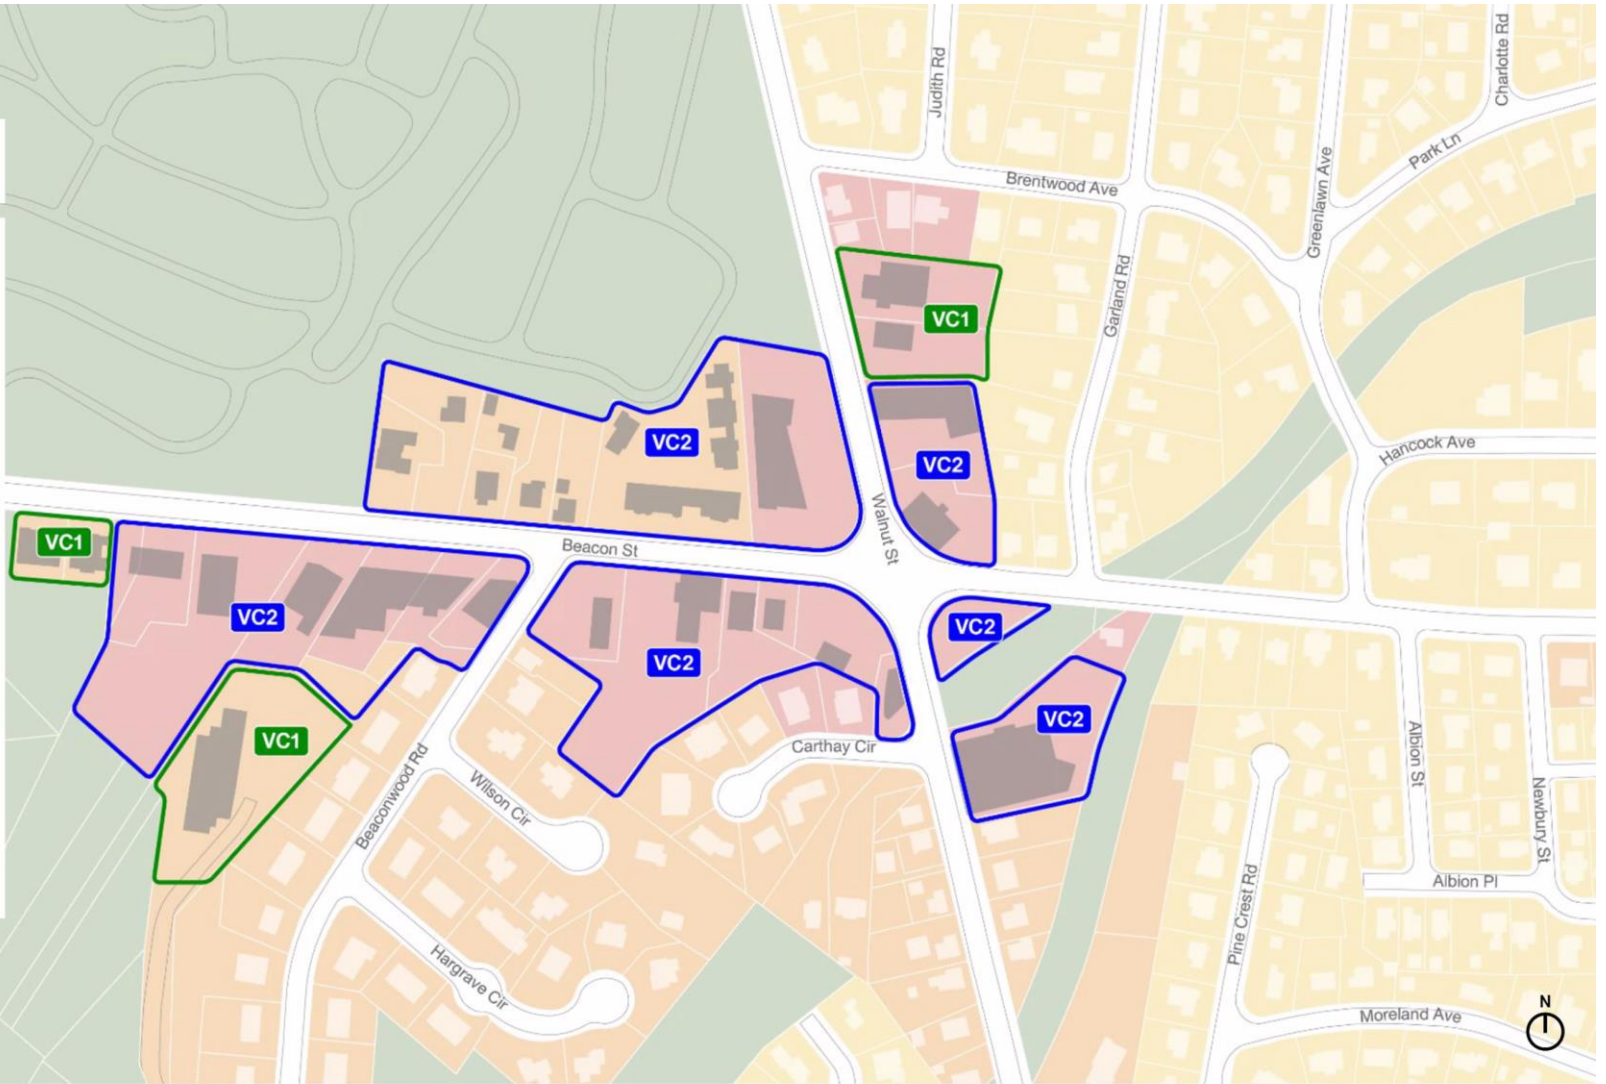 Charlotte Rd
Judith Rd
Park Ln
Brentwood Ave
Greenlawn Ave
Garland Rd
VC1
Hancock Ave
VC2
VC2
Walnut St
VC1
Beacon St
VC2
VC2
VC2
VC2
VC1
Carthay Cir
Albion St
Beaconwood Rd
Wilson Cir
Newbury St
Albion Pl
Pine Crest Rd
Hargrave Cir
Moreland Ave
N